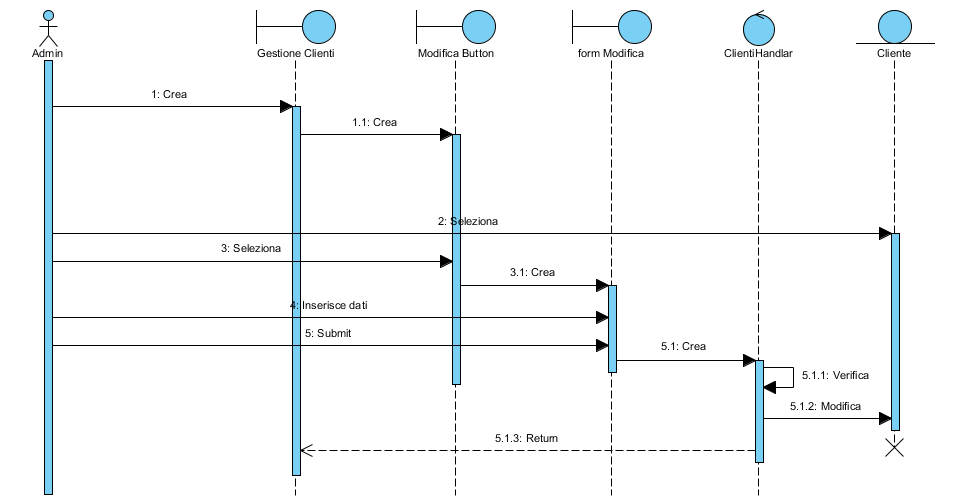 Admin
Gestione Clienti
Modifica Button
form Modifica
ClientiHandlar
Cliente
1: Crea
1.1: Crea
2: Seleziona
3: Seleziona
3.1: Crea
4: Inserisce dati
5: Submit
5.1: Crea
5.1.1: Verifica
5.1.2: Modifica
5.1.3: Return